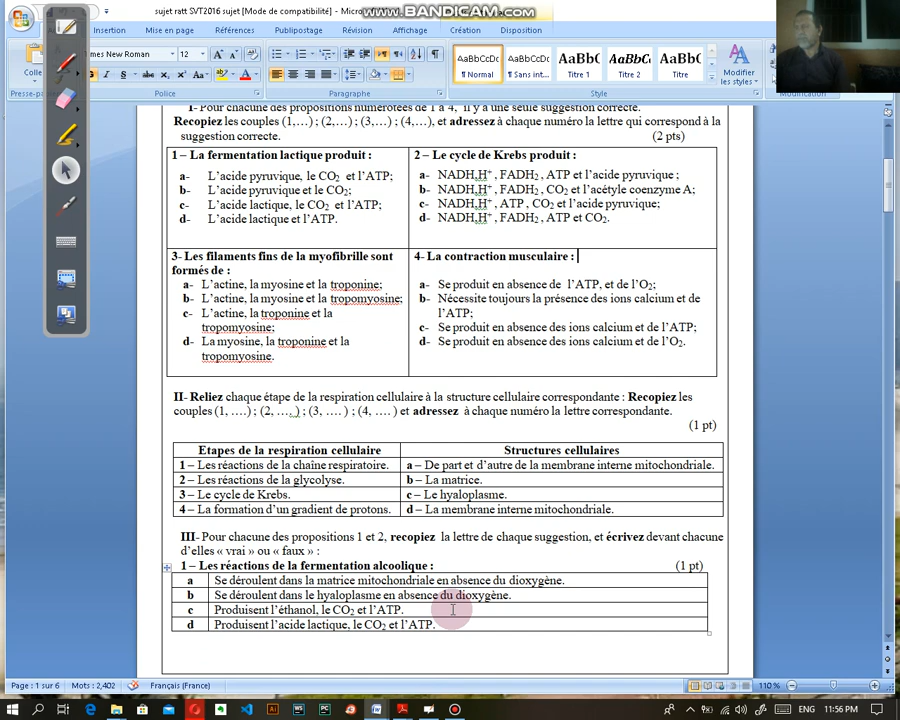 sujet ratt SVT2016 sujet [Mode de compatibilité] - Micro
www.BANDICAM.com
Insertion Mise en page Références Publipostage Révision Affichage Création Disposition
mes New Roman 12
Coller
Presse-pa Police Paragraphe Style
AaBbCcDc AaBbCcDc AaBbC AaBbCc AaBbC
¶ Normal ¶ Sans int... Titre 1 Titre 2 Titre
Modifier
les styles
I- Pour chacune des propositions numérotées de 1 à 4, il y a une seule suggestion correcte.
Recopiez les couples (1,…) ; (2,…) ; (3,…) ; (4,…), et adressez à chaque numéro la lettre qui correspond à la
suggestion correcte. (2 pts)
1 – La fermentation lactique produit :
a- L’acide pyruvique, le CO₂ et l’ATP;
b- L’acide pyruvique et le CO₂;
c- L’acide lactique, le CO₂ et l’ATP;
d- L’acide lactique et l’ATP.
2 – Le cycle de Krebs produit :
a- NADH,H⁺ , FADH₂ , ATP et l’acide pyruvique ;
b- NADH,H⁺ , FADH₂ , CO₂ et l’acétyle coenzyme A;
c- NADH,H⁺ , ATP , CO₂ et l’acide pyruvique;
d- NADH,H⁺ , FADH₂ , ATP et CO₂.
3- Les filaments fins de la myofibrille sont
formés de :
a- L’actine, la myosine et la troponine;
b- L’actine, la myosine et la tropomyosine;
c- L’actine, la troponine et la
tropomyosine;
d- La myosine, la troponine et la
tropomyosine.
4- La contraction musculaire :
a- Se produit en absence de l’ATP, et de l’O₂;
b- Nécessite toujours la présence des ions calcium et de
l’ATP;
c- Se produit en absence des ions calcium et de l’ATP;
d- Se produit en absence des ions calcium et de l’O₂.
II- Reliez chaque étape de la respiration cellulaire à la structure cellulaire correspondante : Recopiez les
couples (1, ….) ; (2, …. ) ; (3, …. ) ; (4, …. ) et adressez à chaque numéro la lettre correspondante.
(1 pt)
Etapes de la respiration cellulaire Structures cellulaires
1 – Les réactions de la chaîne respiratoire. a – De part et d’autre de la membrane interne mitochondriale.
2 – Les réactions de la glycolyse. b – La matrice.
3 – Le cycle de Krebs. c – Le hyaloplasme.
4 – La formation d’un gradient de protons. d – La membrane interne mitochondriale.
III- Pour chacune des propositions 1 et 2, recopiez la lettre de chaque suggestion, et écrivez devant chacune
d’elles « vrai » ou « faux » :
1 – Les réactions de la fermentation alcoolique : (1 pt)
a Se déroulent dans la matrice mitochondriale en absence du dioxygène.
b Se déroulent dans le hyaloplasme en absence du dioxygène.
c Produisent l’éthanol, le CO₂ et l’ATP.
d Produisent l’acide lactique, le CO₂ et l’ATP.
Page : 1 sur 6 Mots : 2,402 Français (France) 110 %
ENG 11:56 PM